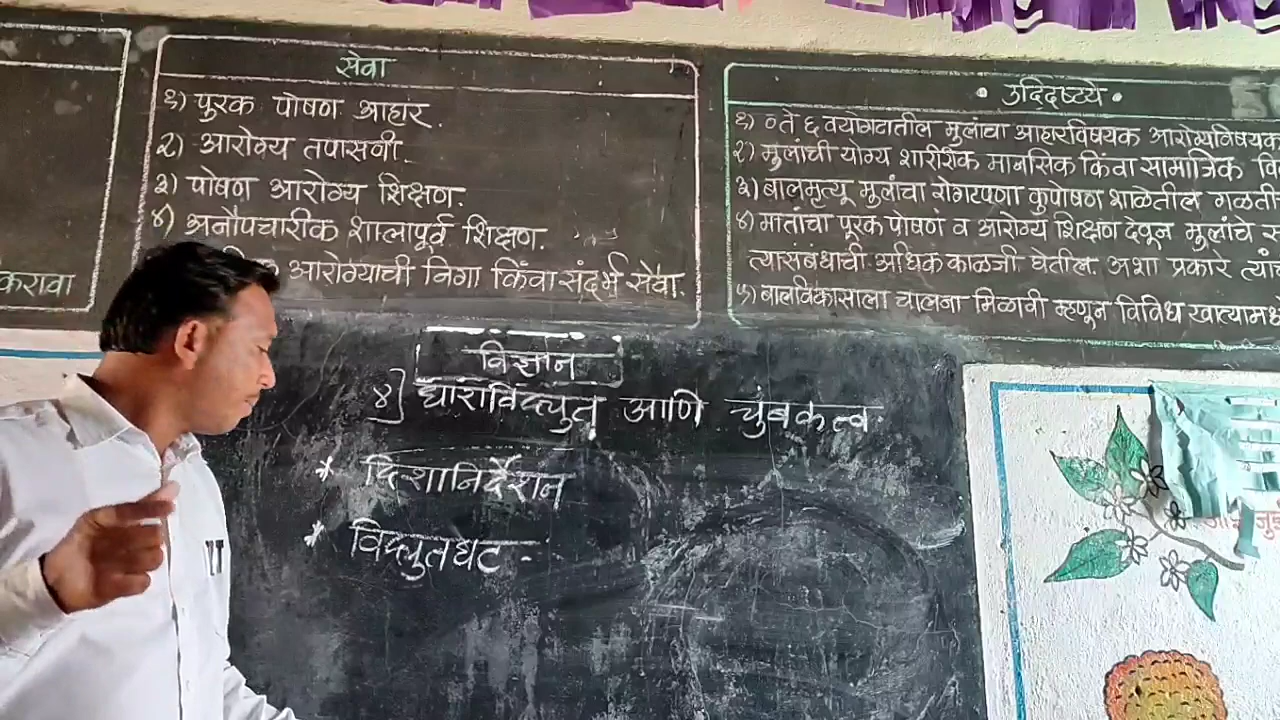 सेवा
१) पुरक पोषण आहार.
२) आरोग्य तपासणी.
३) पोषण आरोग्य शिक्षण.
४) अनौपचारीक शालापूर्व शिक्षण.
आरोग्याची निगा किंवा संदर्भ सेवा.
करावा
• उद्दिष्टये •
१) ० ते ६ वयोगटातील मुलांचा आहारविषयक आरोग्यविषयक
२) मुलांची योग्य शारीरीक मानसिक किंवा सामाजिक
३) बालमृत्यू मुलांचा रोगटपणा कुपोषण शाळेतील गळती
४) मातांचा पूरक पोषण व आरोग्य शिक्षण देवून मुलांचे
त्यासंबंधाची अधिक काळजी घेतील. अशा प्रकारे
५) बालविकासाला चालना मिळावी म्हणून विविध खात्यामध
विज्ञान
४] धाराविद्युत आणि चुंबकत्व
* दिशानिर्देशन
* विद्युतघट -